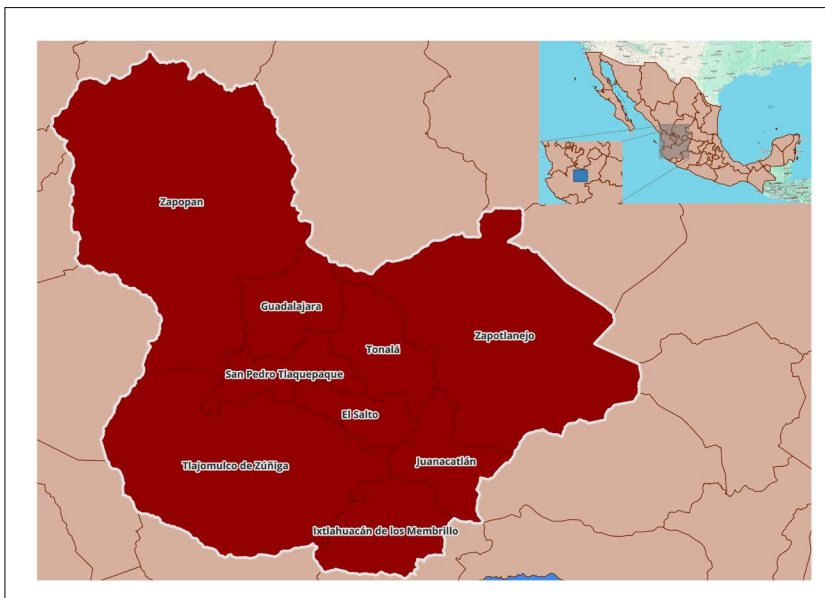 Zapopan
Guadalajara
Tonalá
Zapotlanejo
San Pedro Tlaquepaque
El Salto
Juanacatlán
Tlajomulco de Zúñiga
Ixtlahuacán de los Membrillo